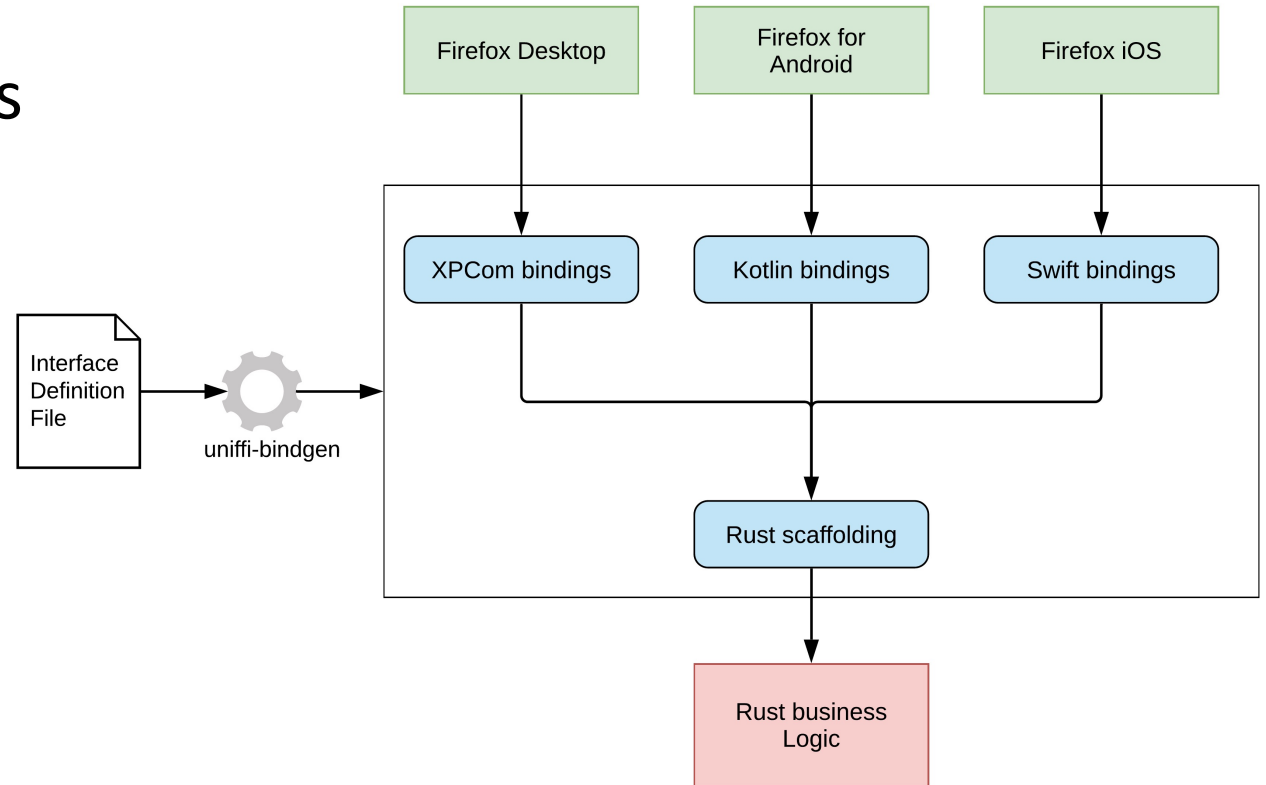 s
Firefox Desktop
Firefox for
Android
Firefox iOS
XPCom bindings
Kotlin bindings
Swift bindings
Interface
Definition
File
uniffi-bindgen
Rust scaffolding
Rust business
Logic